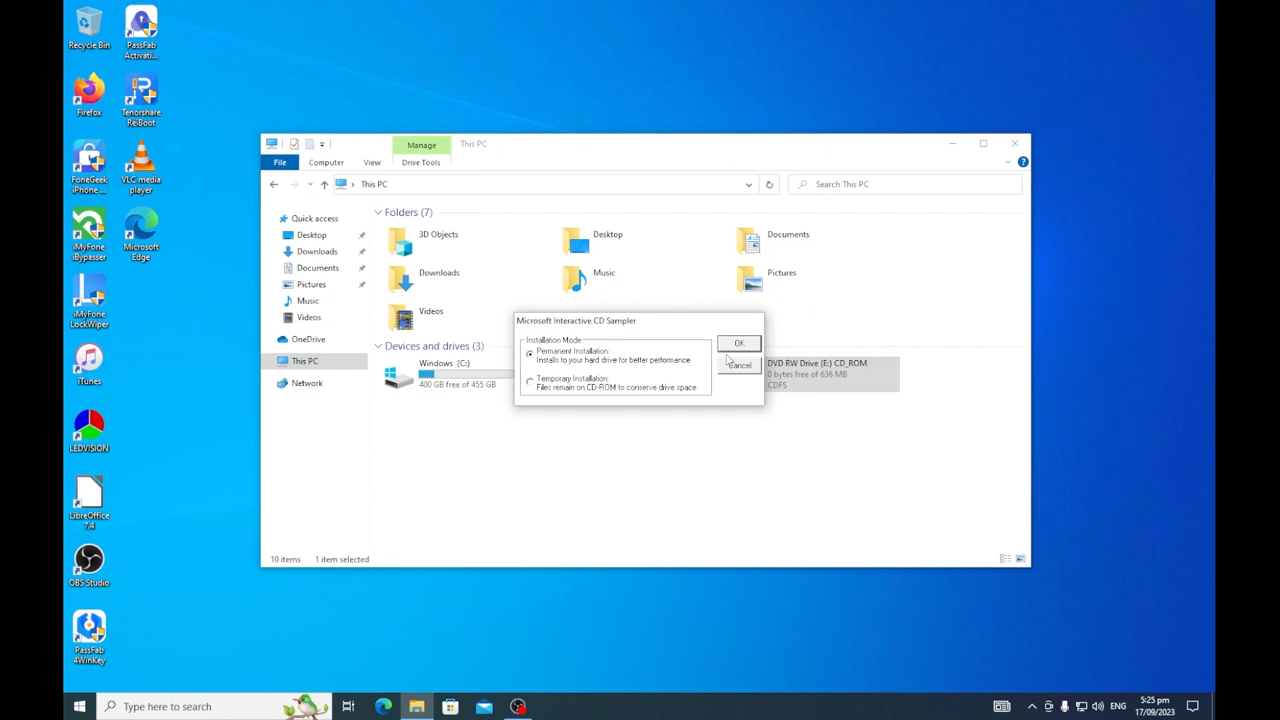 Recycle Bin
PassFab
Activati...
Firefox
Tenorshare
ReiBoot
FoneGeek
iPhone ...
VLC media
player
iMyFone
iBypasser
Microsoft
Edge
iMyFone
LockWiper
iTunes
LEDVISION
LibreOffice
7.4
OBS Studio
PassFab
4WinKey
Manage
This PC
File
Computer
View
Drive Tools
This PC
Search This PC
Quick access
Desktop
Downloads
Documents
Pictures
Music
Videos
OneDrive
This PC
Network
Folders (7)
3D Objects
Desktop
Documents
Downloads
Music
Pictures
Videos
Devices and drives (3)
Windows (C:)
400 GB free of 455 GB
DVD RW Drive (E:) CD_ROM
0 bytes free of 636 MB
CDFS
Microsoft Interactive CD Sampler
Installation Mode
Permanent Installation:
Installs to your hard drive for better performance
Temporary Installation:
Files remain on CD-ROM to conserve drive space
OK
Cancel
10 items
1 item selected
Type here to search
ENG
5:25 pm
17/09/2023